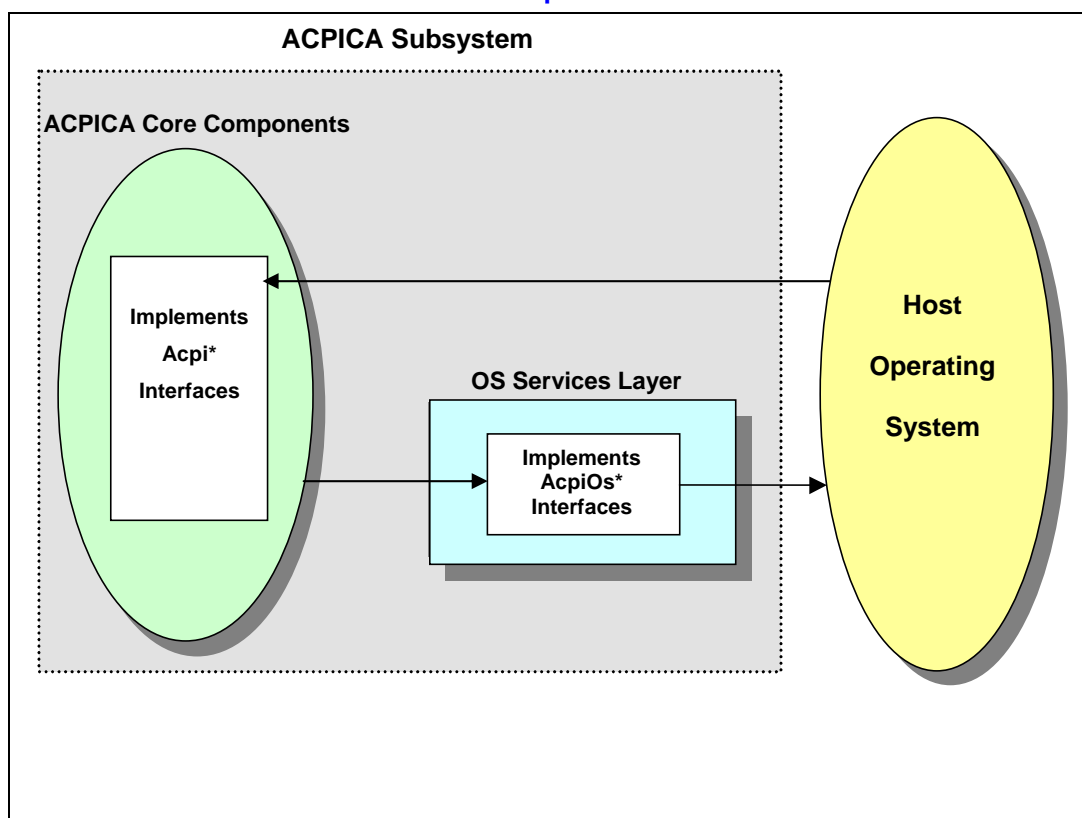 ACPICA Subsystem
ACPICA Core Components
Implements
Acpi*
Interfaces
OS Services Layer
Implements
AcpiOs*
Interfaces
Host
Operating
System